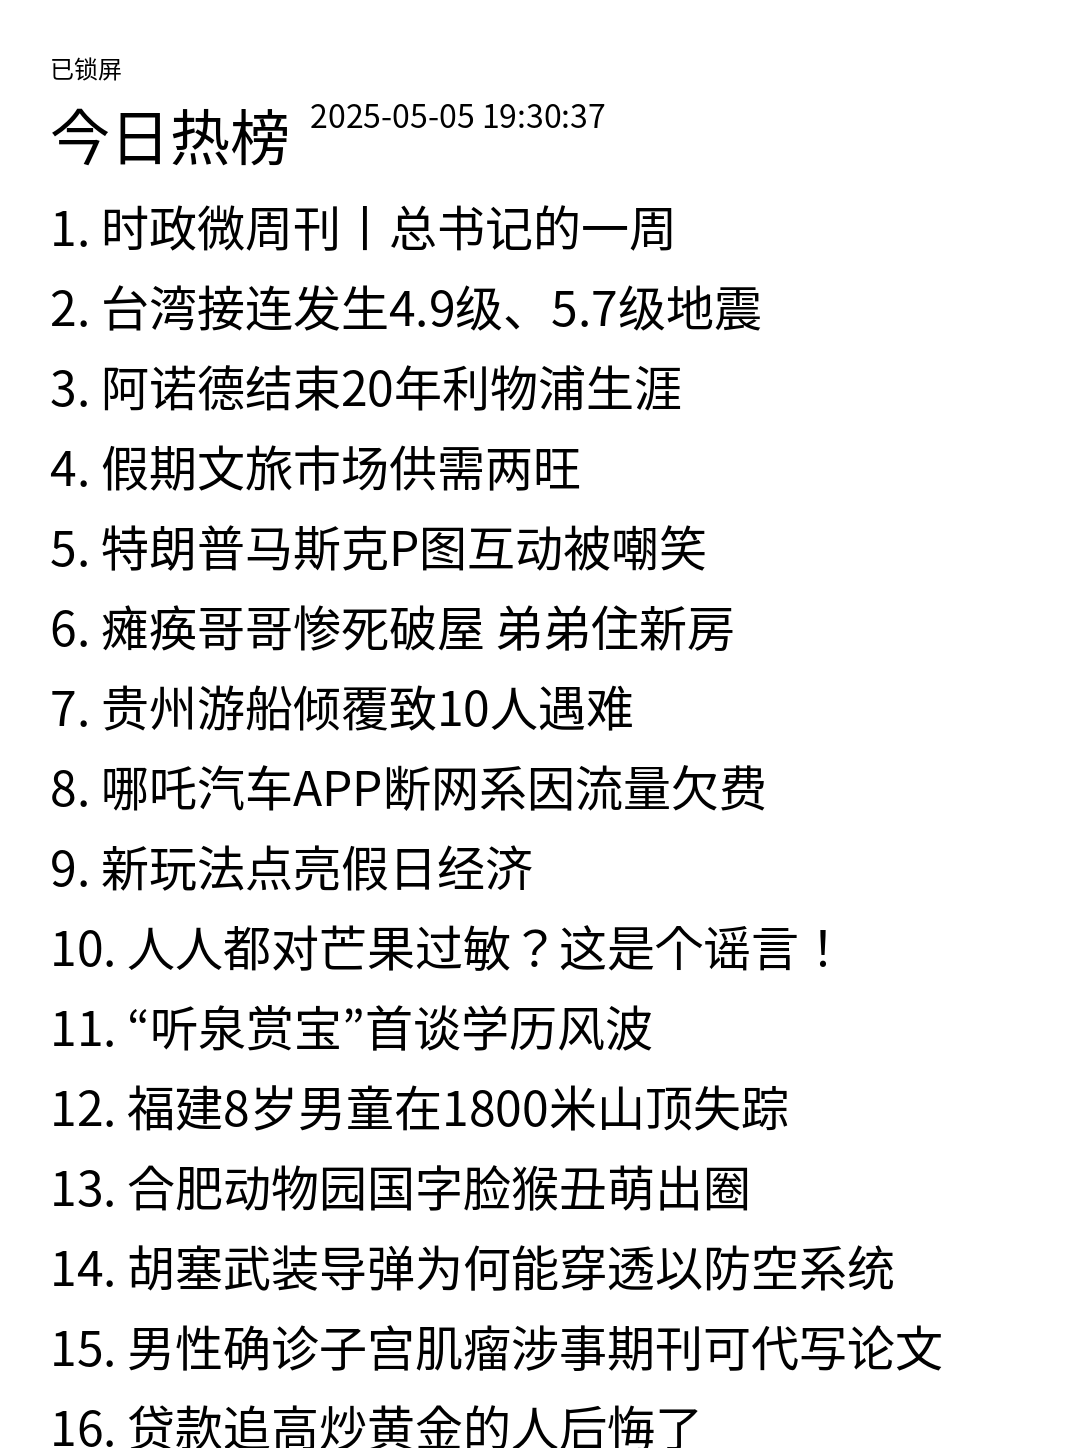 已锁屏
今日热榜 2025-05-05 19:30:37
1. 时政微周刊丨总书记的一周
2. 台湾接连发生4.9级、5.7级地震
3. 阿诺德结束20年利物浦生涯
4. 假期文旅市场供需两旺
5. 特朗普马斯克P图互动被嘲笑
6. 瘫痪哥哥惨死破屋 弟弟住新房
7. 贵州游船倾覆致10人遇难
8. 哪吒汽车APP断网系因流量欠费
9. 新玩法点亮假日经济
10. 人人都对芒果过敏？这是个谣言！
11. “听泉赏宝”首谈学历风波
12. 福建8岁男童在1800米山顶失踪
13. 合肥动物园国字脸猴丑萌出圈
14. 胡塞武装导弹为何能穿透以防空系统
15. 男性确诊子宫肌瘤涉事期刊可代写论文
16. 贷款追高炒黄金的人后悔了